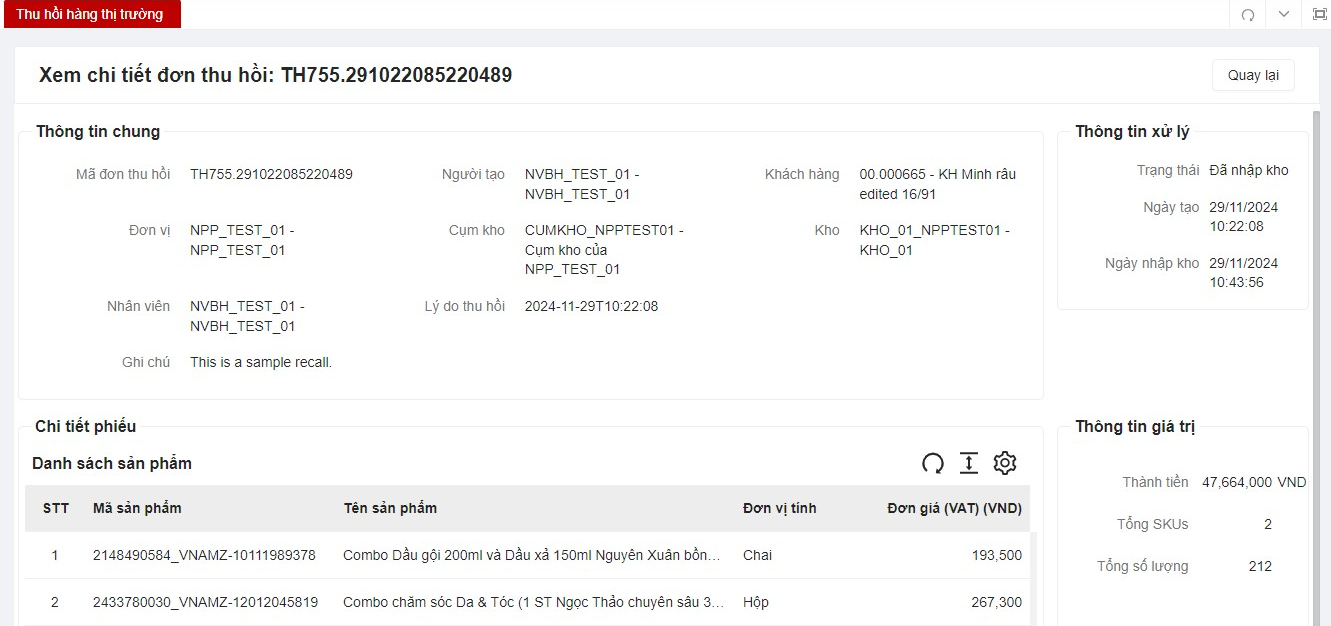 Thu hồi hàng thị trường
Xem chi tiết đơn thu hồi: TH755.291022085220489
Quay lại
Thông tin chung
Mã đơn thu hồi
TH755.291022085220489
Người tạo
NVBH_TEST_01 -
NVBH_TEST_01
Khách hàng
00.000665 - KH Minh râu
edited 16/91
Đơn vị
NPP_TEST_01 -
NPP_TEST_01
Cụm kho
CUMKHO_NPPTEST01 -
Cụm kho của
NPP_TEST_01
Kho
KHO_01_NPPTEST01 -
KHO_01
Nhân viên
NVBH_TEST_01 -
NVBH_TEST_01
Lý do thu hồi
2024-11-29T10:22:08
Ghi chú
This is a sample recall.
Thông tin xử lý
Trạng thái
Đã nhập kho
Ngày tạo
29/11/2024
10:22:08
Ngày nhập kho
29/11/2024
10:43:56
Chi tiết phiếu
Danh sách sản phẩm
STT Mã sản phẩm Tên sản phẩm Đơn vị tính Đơn giá (VAT) (VND)
1 2148490584_VNAMZ-10111989378 Combo Dầu gội 200ml và Dầu xả 150ml Nguyên Xuân bồn... Chai 193,500
2 2433780030_VNAMZ-12012045819 Combo chăm sóc Da & Tóc (1 ST Ngọc Thảo chuyên sâu 3... Hộp 267,300
Thông tin giá trị
Thành tiền 47,664,000 VND
Tổng SKUs 2
Tổng số lượng 212